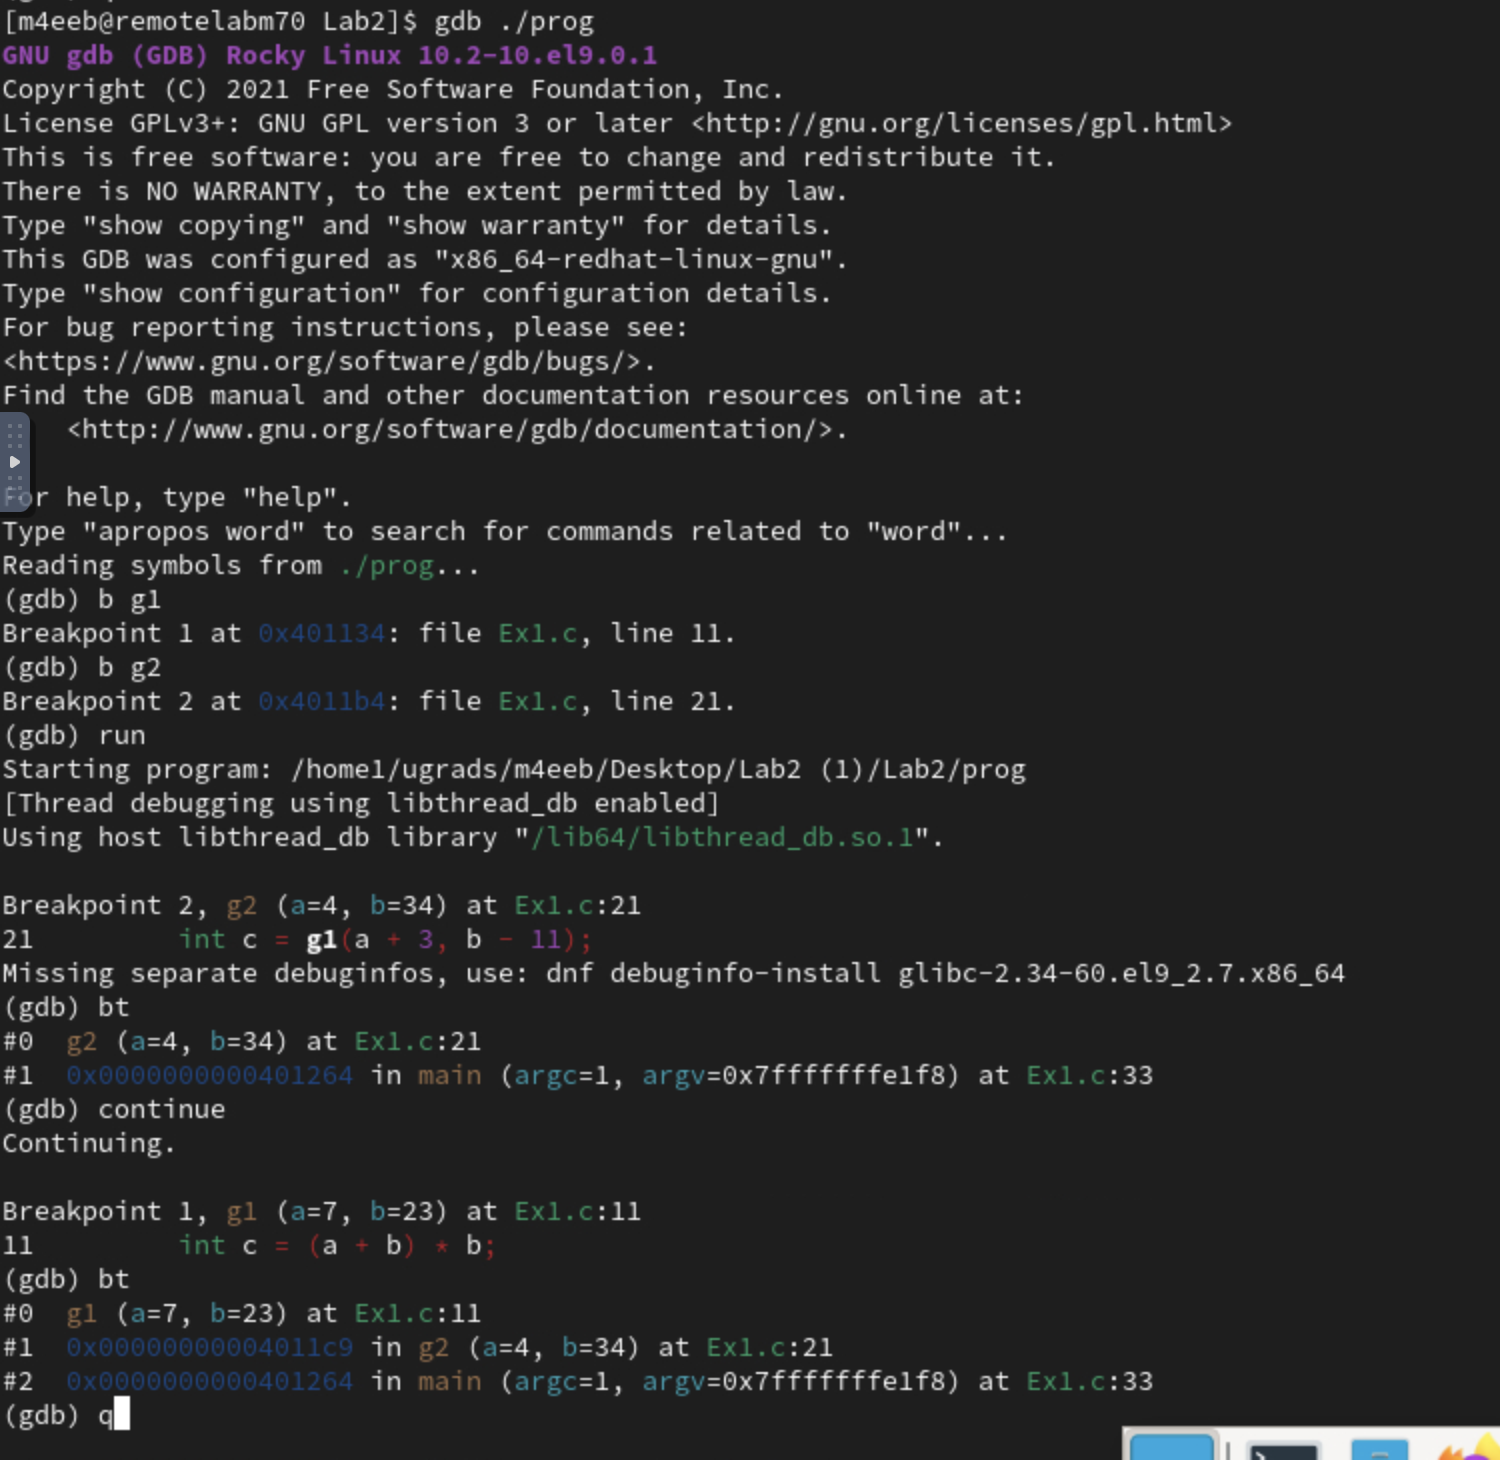 [m4eeb@remotelabm70 Lab2]$ gdb ./prog
GNU gdb (GDB) Rocky Linux 10.2-10.el9.0.1
Copyright (C) 2021 Free Software Foundation, Inc.
License GPLv3+: GNU GPL version 3 or later <http://gnu.org/licenses/gpl.html>
This is free software: you are free to change and redistribute it.
There is NO WARRANTY, to the extent permitted by law.
Type "show copying" and "show warranty" for details.
This GDB was configured as "x86_64-redhat-linux-gnu".
Type "show configuration" for configuration details.
For bug reporting instructions, please see:
<https://www.gnu.org/software/gdb/bugs/>.
Find the GDB manual and other documentation resources online at:
    <http://www.gnu.org/software/gdb/documentation/>.
For help, type "help".
Type "apropos word" to search for commands related to "word"...
Reading symbols from ./prog...
(gdb) b g1
Breakpoint 1 at 0x401134: file Ex1.c, line 11.
(gdb) b g2
Breakpoint 2 at 0x4011b4: file Ex1.c, line 21.
(gdb) run
Starting program: /home1/ugrads/m4eeb/Desktop/Lab2 (1)/Lab2/prog
[Thread debugging using libthread_db enabled]
Using host libthread_db library "/lib64/libthread_db.so.1".
Breakpoint 2, g2 (a=4, b=34) at Ex1.c:21
21         int c = g1(a + 3, b - 11);
Missing separate debuginfos, use: dnf debuginfo-install glibc-2.34-60.el9_2.7.x86_64
(gdb) bt
#0  g2 (a=4, b=34) at Ex1.c:21
#1  0x0000000000401264 in main (argc=1, argv=0x7fffffffe1f8) at Ex1.c:33
(gdb) continue
Continuing.
Breakpoint 1, g1 (a=7, b=23) at Ex1.c:11
11         int c = (a + b) * b;
(gdb) bt
#0  g1 (a=7, b=23) at Ex1.c:11
#1  0x00000000004011c9 in g2 (a=4, b=34) at Ex1.c:21
#2  0x0000000000401264 in main (argc=1, argv=0x7fffffffe1f8) at Ex1.c:33
(gdb) q